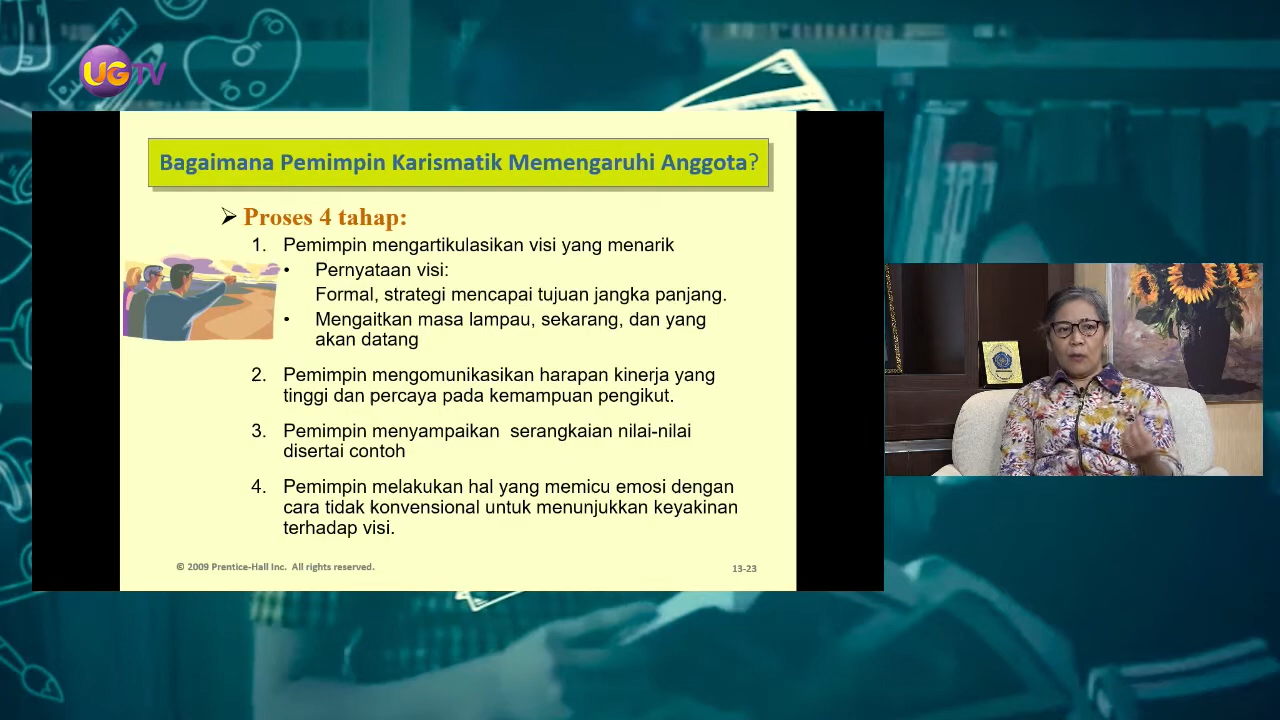 UGTV
Bagaimana Pemimpin Karismatik Memengaruhi Anggota?
➢ Proses 4 tahap:
1. Pemimpin mengartikulasikan visi yang menarik
• Pernyataan visi:
Formal, strategi mencapai tujuan jangka panjang.
• Mengaitkan masa lampau, sekarang, dan yang
akan datang
2. Pemimpin mengomunikasikan harapan kinerja yang
tinggi dan percaya pada kemampuan pengikut.
3. Pemimpin menyampaikan  serangkaian nilai-nilai
disertai contoh
4. Pemimpin melakukan hal yang memicu emosi dengan
cara tidak konvensional untuk menunjukkan keyakinan
terhadap visi.
© 2009 Prentice-Hall Inc.  All rights reserved.
13-23